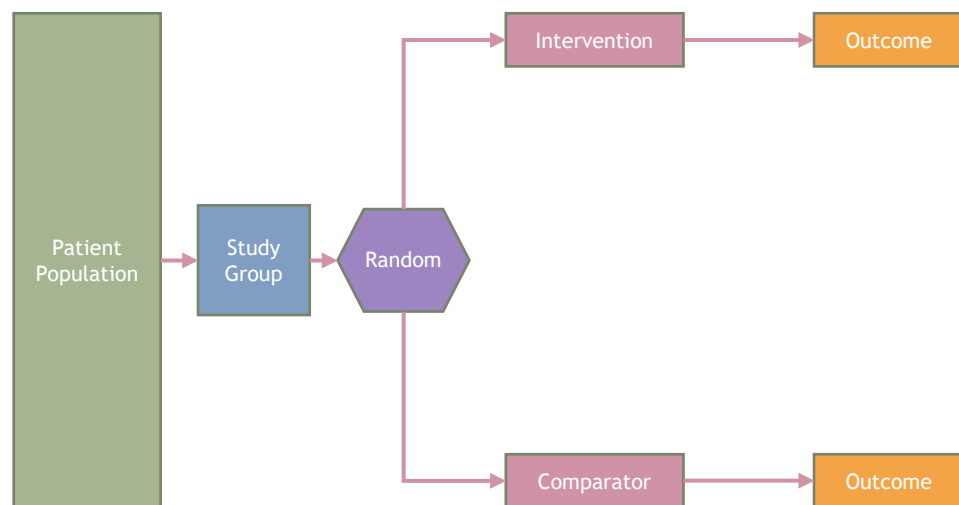 Patient
Population
Study
Group
Random
Intervention
Outcome
Comparator
Outcome